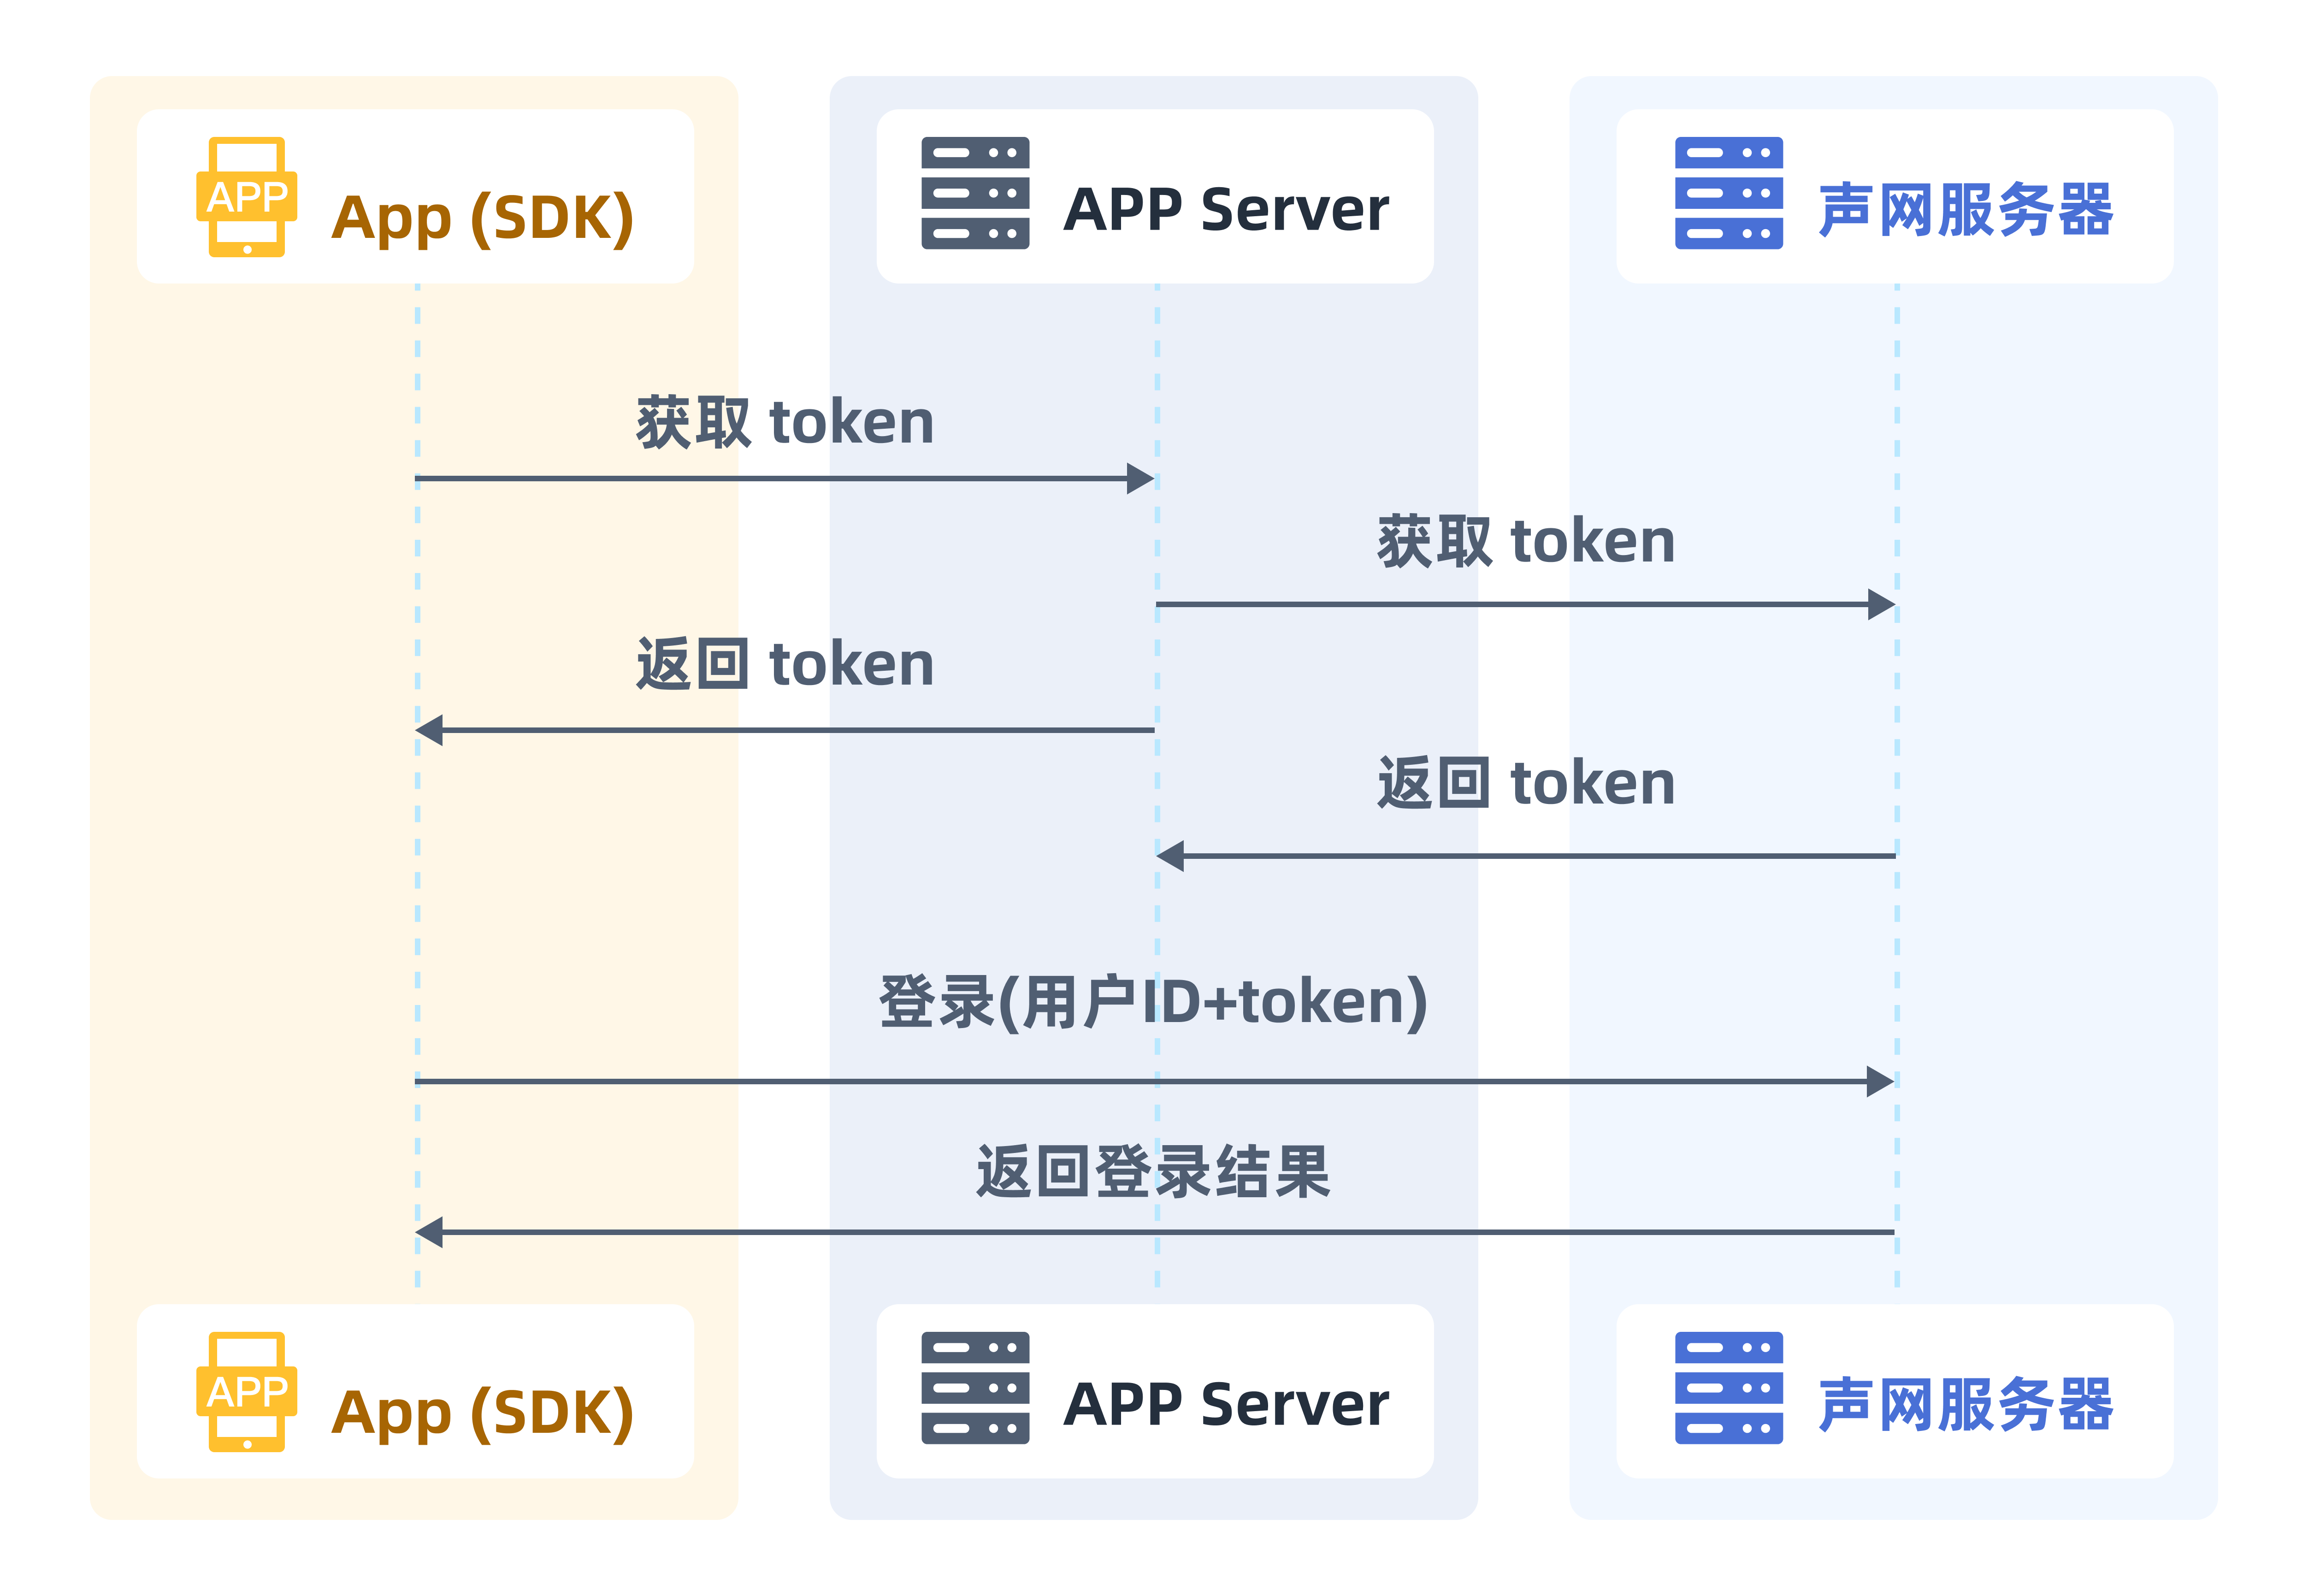 APP
App (SDK)
APP Server
声网服务器
获取 token
获取 token
返回 token
返回 token
登录(用户ID+token)
返回登录结果
APP
App (SDK)
APP Server
声网服务器